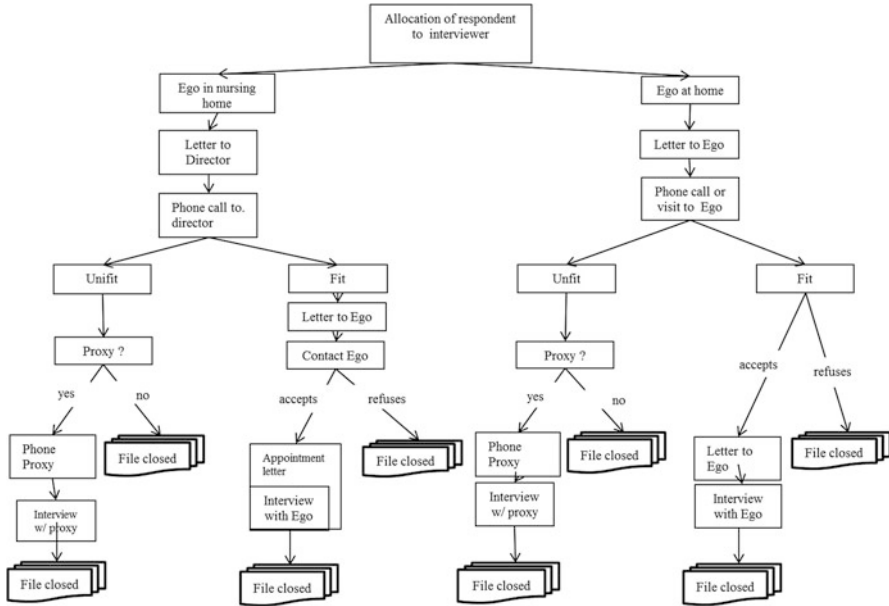 Allocation of respondent
to interviewer
Ego in nursing
home
Ego at home
Letter to
Director
Letter to Ego
Phone call to.
director
Phone call or
visit to Ego
Unifit
Fit
Unfit
Fit
Letter to Ego
Proxy ?
Contact Ego
Proxy ?
accepts
refuses
yes
no
accepts
refuses
yes
no
Phone
Proxy
File closed
Appointment
letter
File closed
Phone
Proxy
File closed
Letter to
Ego
File closed
Interview
w/ proxy
Interview
with Ego
Interview
w/ proxy
Interview
with Ego
File closed
File closed
File closed
File closed